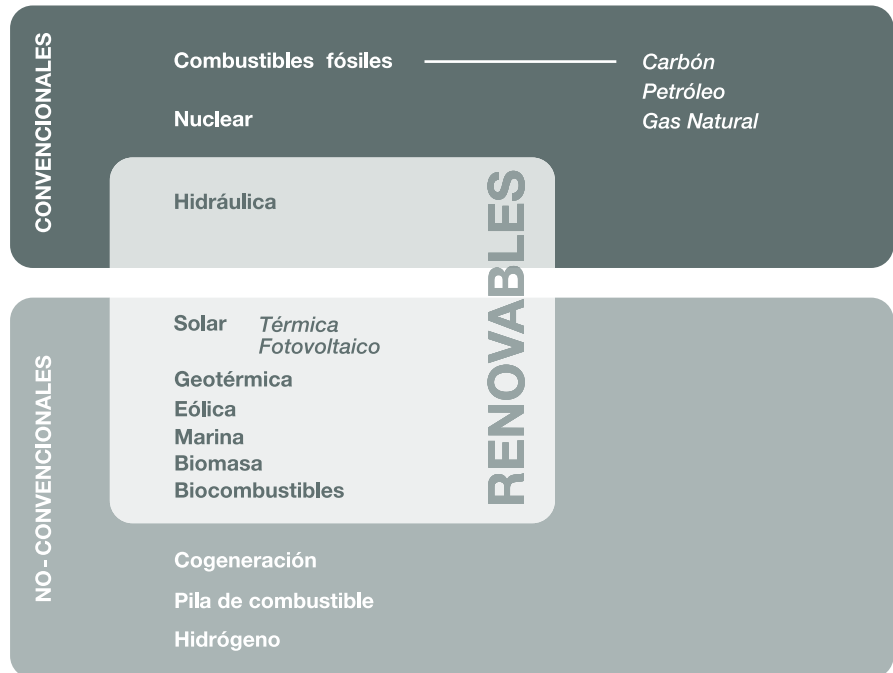 CONVENCIONALES
Combustibles fósiles
Carbón
Petróleo
Gas Natural
Nuclear
Hidráulica
RENOVABLES
NO-CONVENCIONALES
Solar
Térmica
Fotovoltaico
Geotérmica
Eólica
Marina
Biomasa
Biocombustibles
Cogeneración
Pila de combustible
Hidrógeno